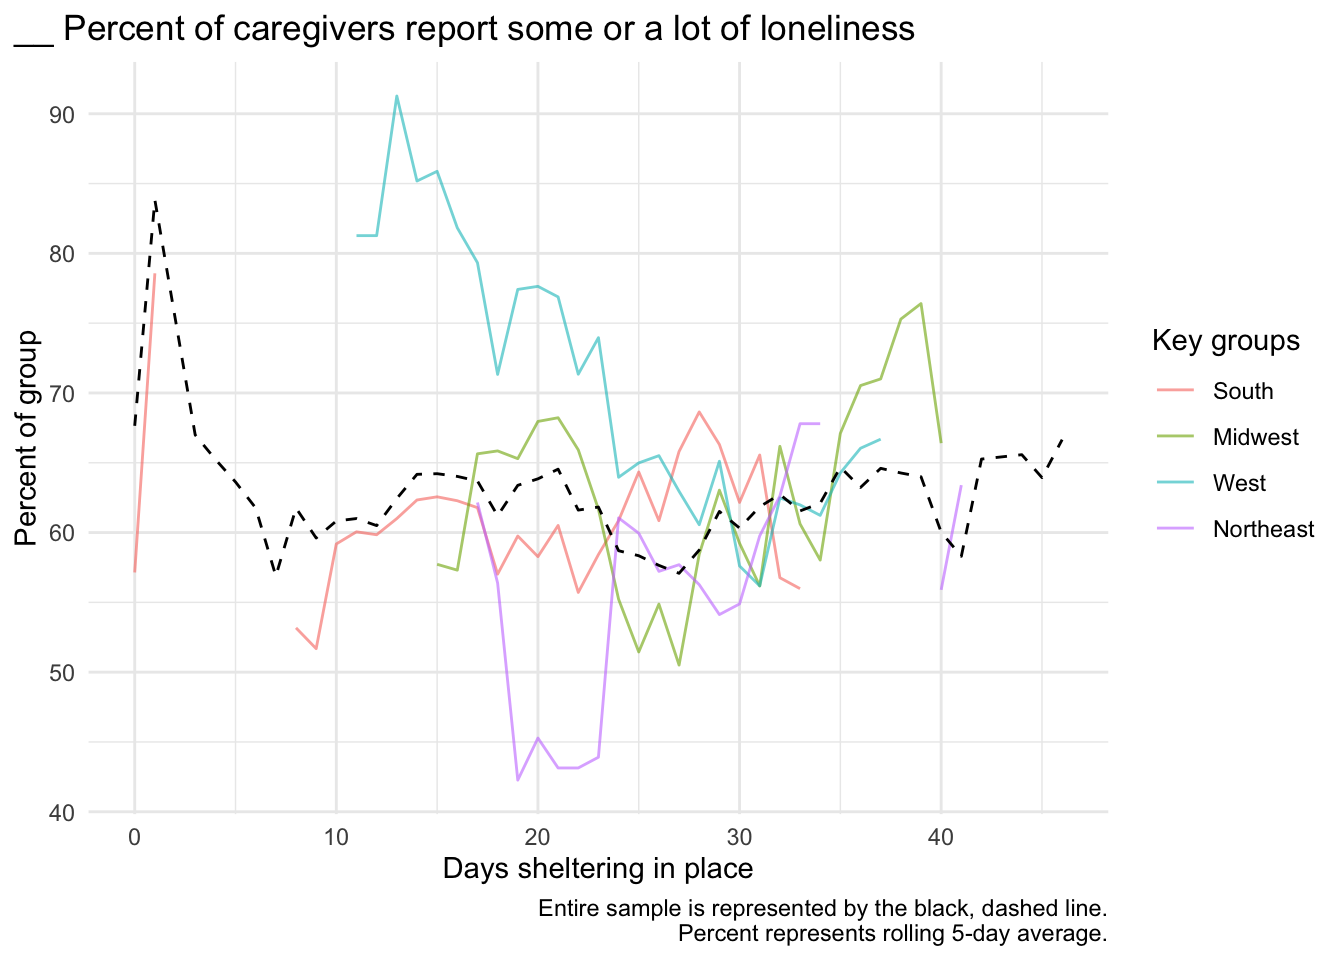 __ Percent of caregivers report some or a lot of loneliness
Percent of group
90
80
70
60
50
40
0 10 20 30 40
Days sheltering in place
Key groups
South
Midwest
West
Northeast
Entire sample is represented by the black, dashed line.
Percent represents rolling 5-day average.